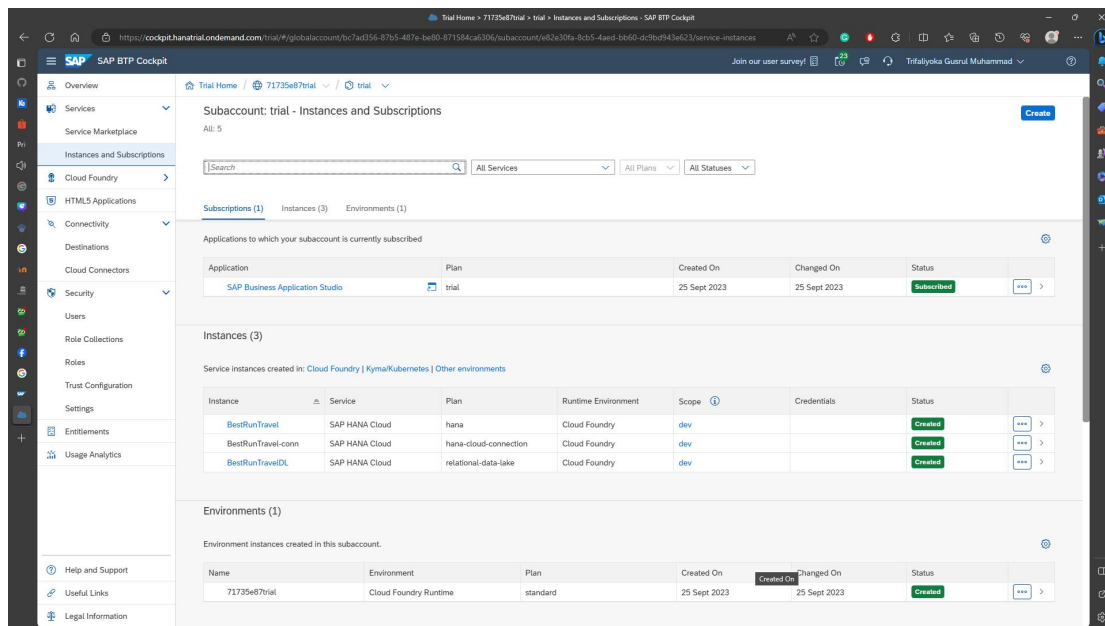 Trial Home > 71735e87trial > trial > Instances and Subscriptions - SAP BTP Cockpit
https://cockpit.hanatrial.ondemand.com/trial/#/globalaccount/bc7ad356-87b5-487e-be80-871584ca6306/subaccount/e82e30fa-8cb5-4aed-bb60-dc9bd943e623/service-instances
SAP SAP BTP Cockpit
Join our user survey! 23 Trifaliyoka Gusrul Muhammad
Overview
Services
Service Marketplace
Instances and Subscriptions
Cloud Foundry
HTML5 Applications
Connectivity
Destinations
Cloud Connectors
Security
Users
Role Collections
Roles
Trust Configuration
Settings
Entitlements
Usage Analytics
Help and Support
Useful Links
Legal Information
Pri
Trial Home / 71735e87trial / trial
Subaccount: trial - Instances and Subscriptions
Create
All: 5
Search All Services All Plans All Statuses
Subscriptions (1) Instances (3) Environments (1)
Applications to which your subaccount is currently subscribed
Application Plan Created On Changed On Status
SAP Business Application Studio trial 25 Sept 2023 25 Sept 2023 Subscribed
Instances (3)
Service instances created in: Cloud Foundry | Kyma/Kubernetes | Other environments
Instance Service Plan Runtime Environment Scope Credentials Status
BestRunTravel SAP HANA Cloud hana Cloud Foundry dev Created
BestRunTravel-conn SAP HANA Cloud hana-cloud-connection Cloud Foundry dev Created
BestRunTravelDL SAP HANA Cloud relational-data-lake Cloud Foundry dev Created
Environments (1)
Environment instances created in this subaccount.
Name Environment Plan Created On Changed On Status
Created On
71735e87trial Cloud Foundry Runtime standard 25 Sept 2023 25 Sept 2023 Created